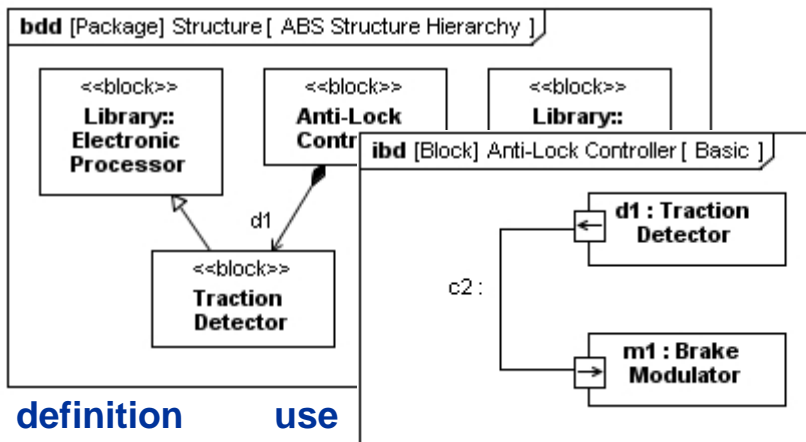 bdd [Package] Structure [ ABS Structure Hierarchy ]
<<block>>
Library::
Electronic
Processor
<<block>>
Anti-Lock
<<block>>
Library::
d1
<<block>>
Traction
Detector
ibd [Block] Anti-Lock Controller [ Basic ]
d1 : Traction
Detector
c2 :
m1 : Brake
Modulator
definition use